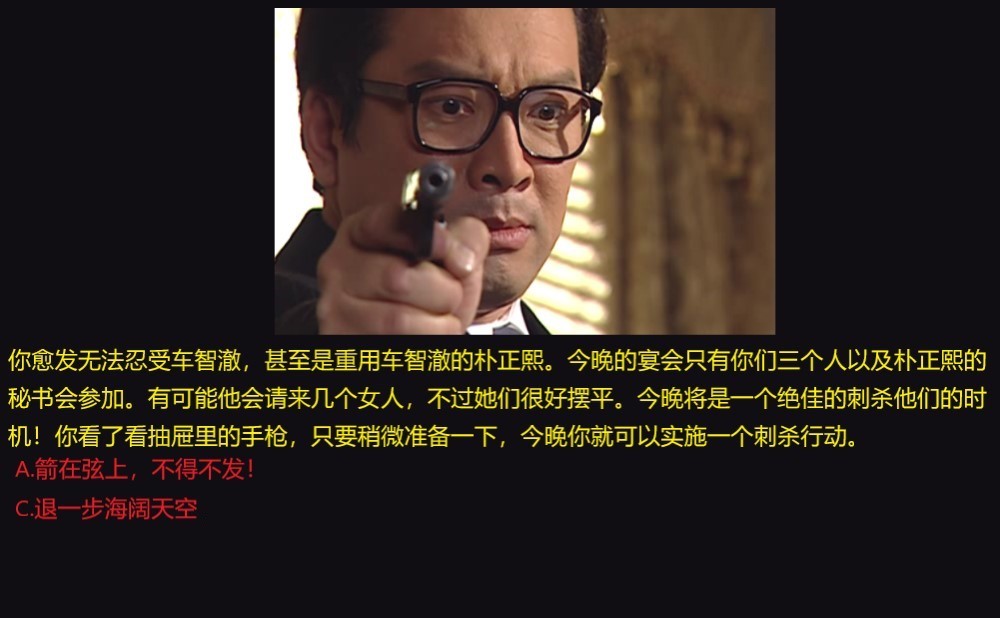 你愈发无法忍受车智澈，甚至是重用车智澈的朴正熙。今晚的宴会只有你们三个人以及朴正熙的
秘书会参加。有可能他会请来几个女人，不过她们很好摆平。今晚将是一个绝佳的刺杀他们的时
机！你看了看抽屉里的手枪，只要稍微准备一下，今晚你就可以实施一个刺杀行动。
A.箭在弦上，不得不发！
C.退一步海阔天空